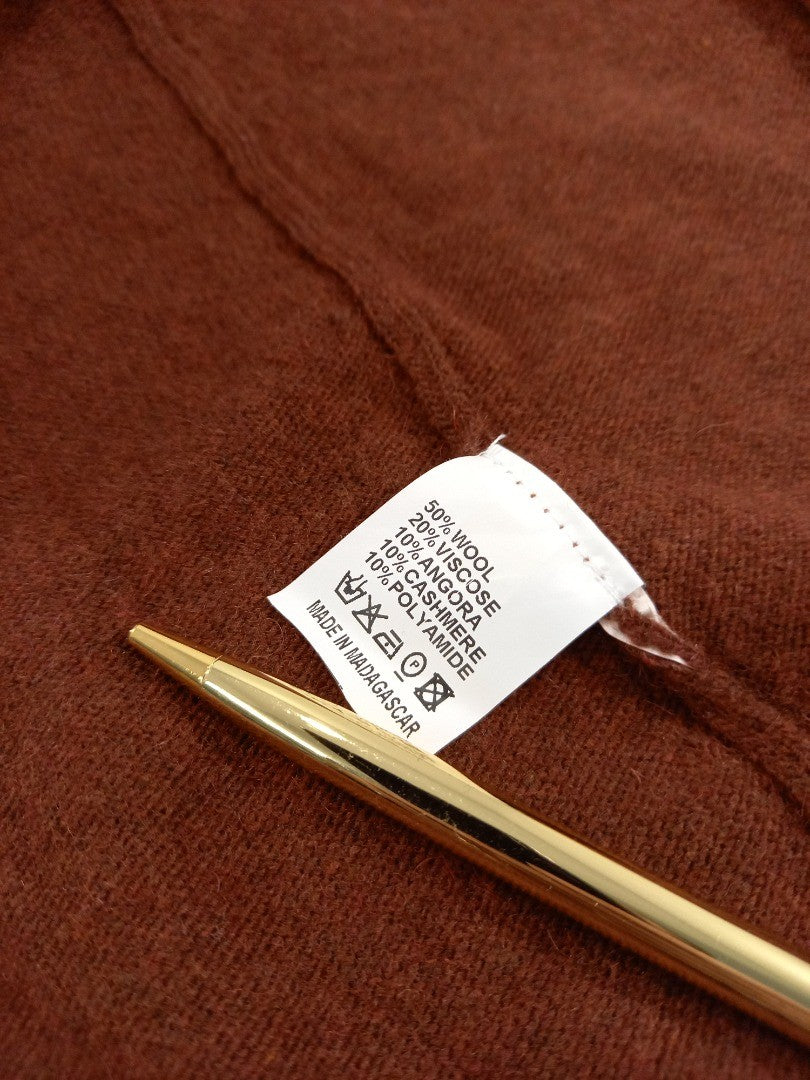 50% WOOL
20% VISCOSE
10% ANGORA
10% CASHMERE
10% POLYAMIDE
P
MADE IN MADAGASCAR